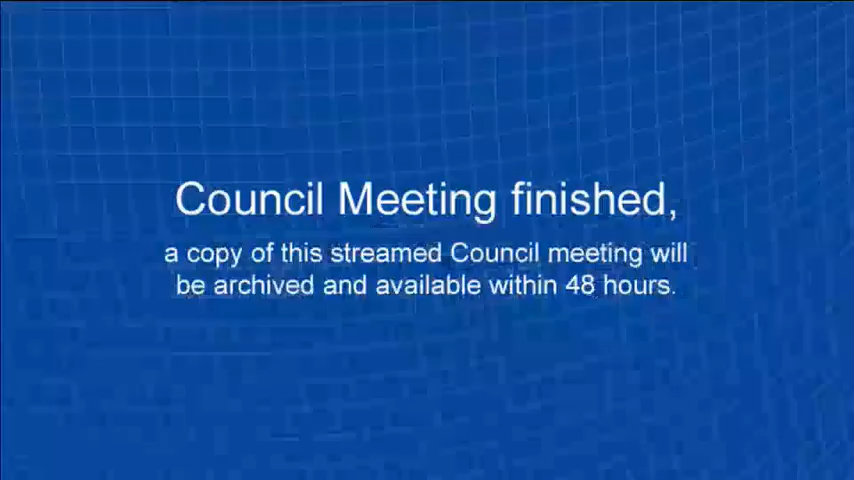 Council Meeting finished,
a copy of this streamed Council meeting will
be archived and available within 48 hours.